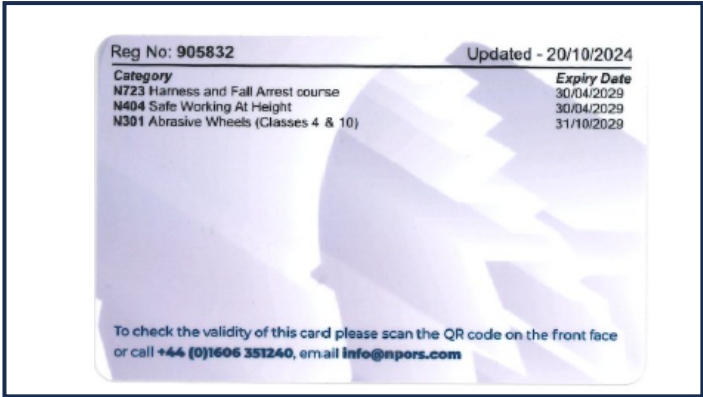 Reg No: 905832 Updated - 20/10/2024
Category Expiry Date
N723 Harness and Fall Arrest course 30/04/2029
N404 Safe Working At Height 30/04/2029
N301 Abrasive Wheels (Classes 4 & 10) 31/10/2029
To check the validity of this card please scan the QR code on the front face
or call +44 (0)1606 351240, email info@npors.com